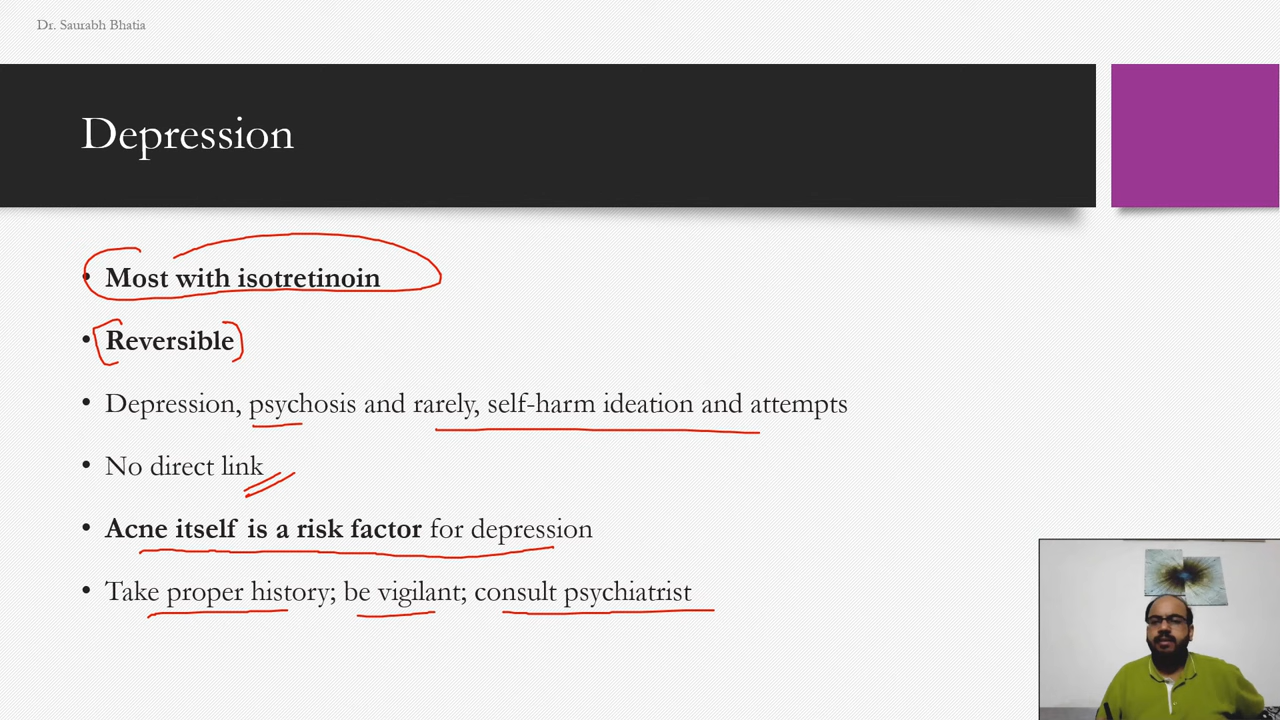 Dr. Saurabh Bhatia
Depression
• Most with isotretinoin
• Reversible
• Depression, psychosis and rarely, self-harm ideation and attempts
• No direct link
• Acne itself is a risk factor for depression
• Take proper history; be vigilant; consult psychiatrist